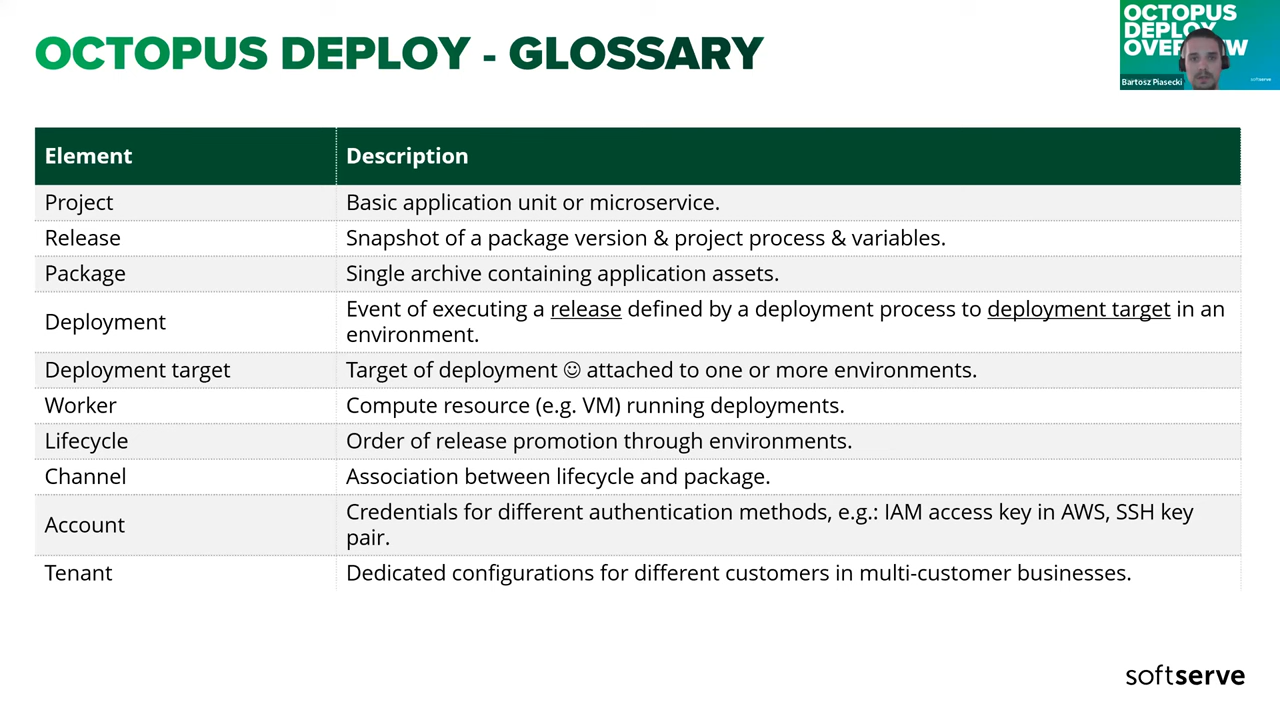 OCTOPUS DEPLOY - GLOSSARY
OCTOPUS
DEPLOY
OVERVIEW
Bartosz Piasecki
softserve
Element Description
Project Basic application unit or microservice.
Release Snapshot of a package version & project process & variables.
Package Single archive containing application assets.
Deployment Event of executing a release defined by a deployment process to deployment target in an
environment.
Deployment target Target of deployment ☺ attached to one or more environments.
Worker Compute resource (e.g. VM) running deployments.
Lifecycle Order of release promotion through environments.
Channel Association between lifecycle and package.
Account Credentials for different authentication methods, e.g.: IAM access key in AWS, SSH key
pair.
Tenant Dedicated configurations for different customers in multi-customer businesses.
softserve